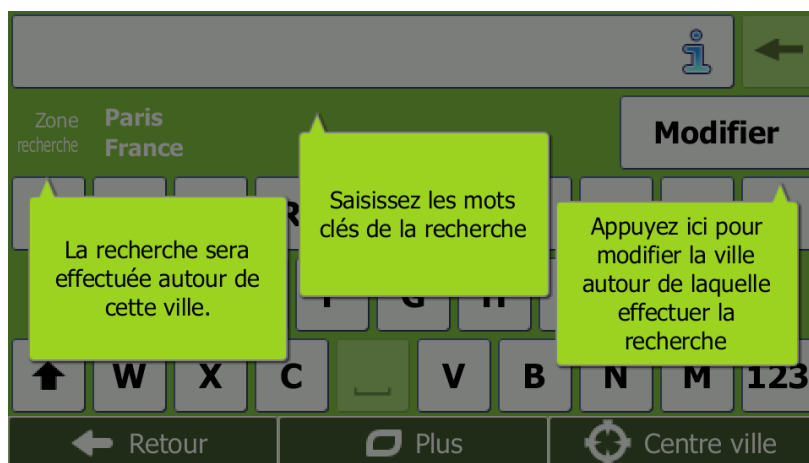 Zone
recherche
Paris
France
Modifier
La recherche sera
effectuée autour de
cette ville.
Saisissez les mots
clés de la recherche
Appuyez ici pour
modifier la ville
autour de laquelle
effectuer la
recherche
R
G
H
W X C V B N M 123
Retour
Plus
Centre ville